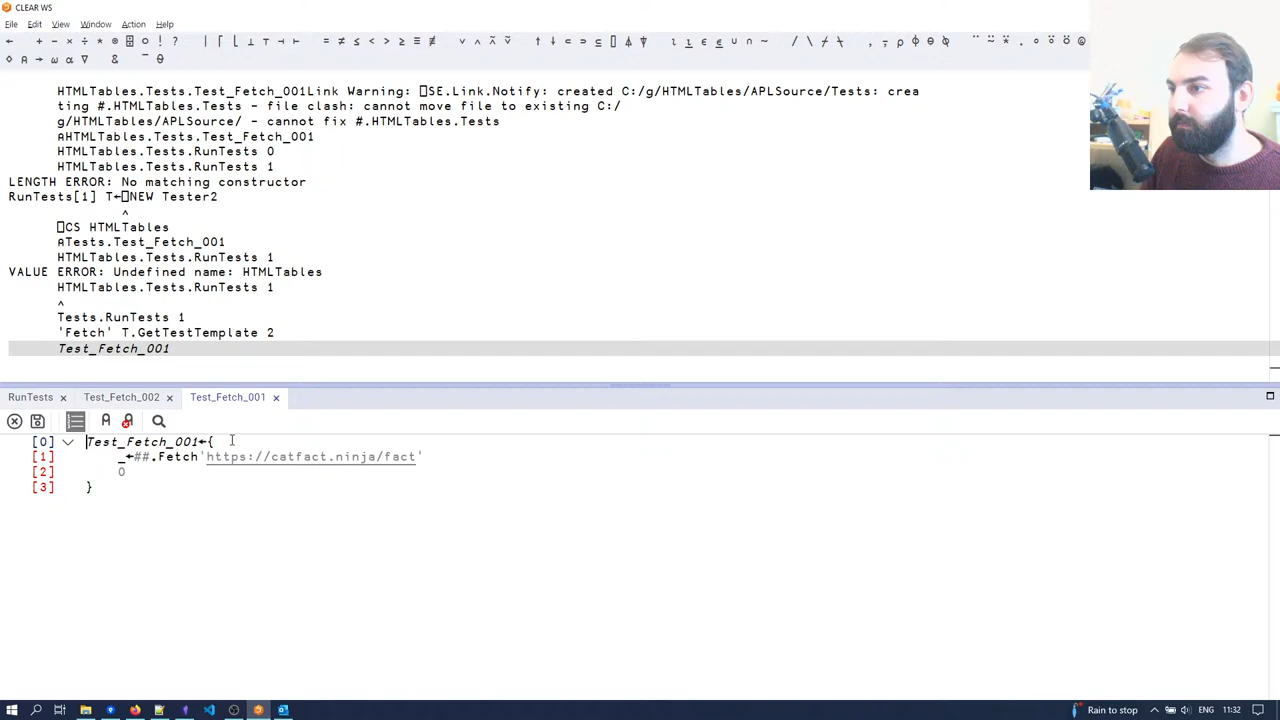 CLEAR WS
File Edit View Window Action Help
HTMLTables.Tests.Test_Fetch_001Link Warning: ⎕SE.Link.Notify: created C:/g/HTMLTables/APLSource/Tests: crea
ting #.HTMLTables.Tests - file clash: cannot move file to existing C:/
g/HTMLTables/APLSource/ - cannot fix #.HTMLTables.Tests
⍝HTMLTables.Tests.Test_Fetch_001
HTMLTables.Tests.RunTests 0
HTMLTables.Tests.RunTests 1
LENGTH ERROR: No matching constructor
RunTests[1] T←⎕NEW Tester2
^
⎕CS HTMLTables
⍝Tests.Test_Fetch_001
HTMLTables.Tests.RunTests 1
VALUE ERROR: Undefined name: HTMLTables
HTMLTables.Tests.RunTests 1
^
Tests.RunTests 1
'Fetch' T.GetTestTemplate 2
Test_Fetch_001
RunTests Test_Fetch_002 Test_Fetch_001
[0] Test_Fetch_001←{
[1] _←##.Fetch'https://catfact.ninja/fact'
[2] 0
[3] }
Rain to stop ENG 11:32